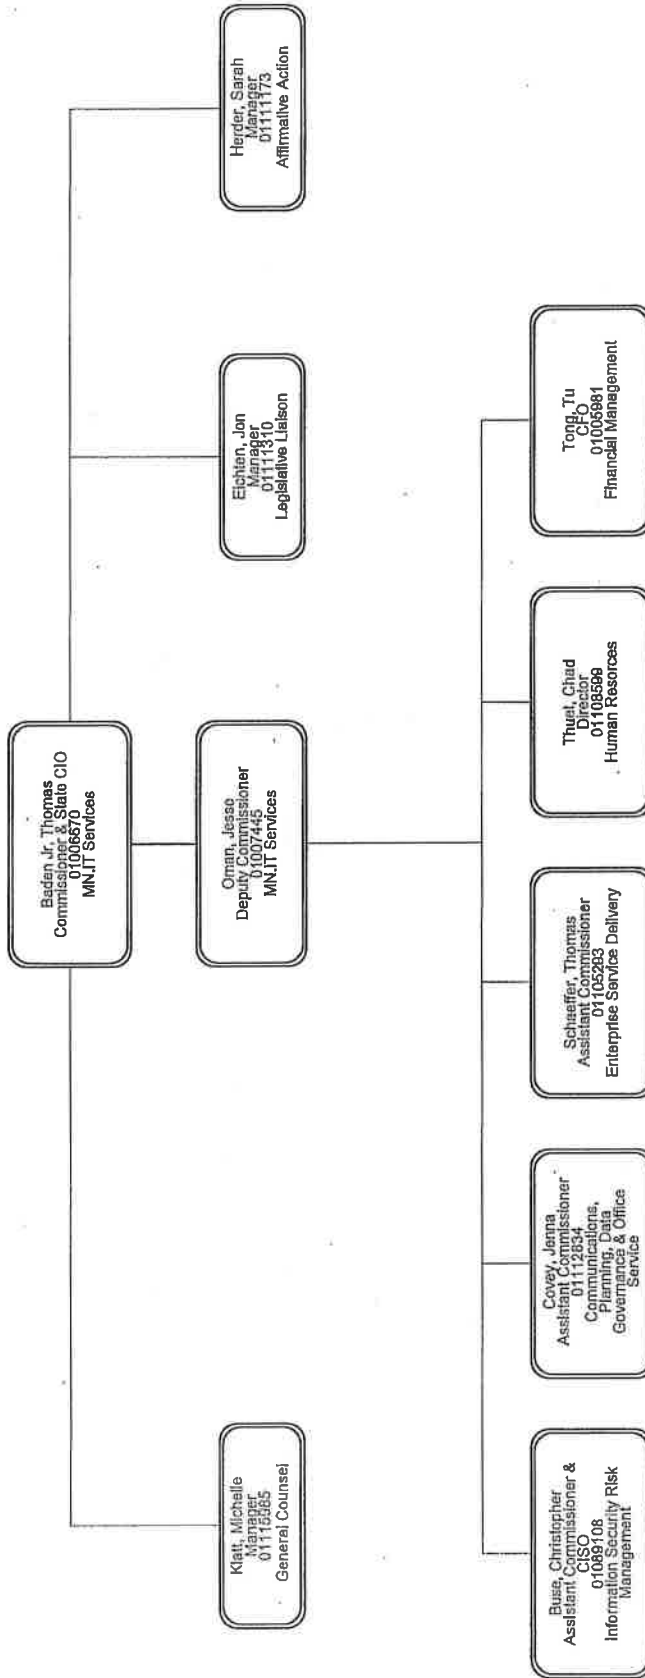 Baden Jr, Thomas
Commissioner & State CIO
01006670
MN.IT Services
Klatt, Michelle
Manager
01115985
General Counsel
Oman, Jesse
Deputy Commissioner
01007445
MN.IT Services
Eichten, Jon
Manager
01111310
Legislative Liaison
Herder, Sarah
Manager
01111173
Affirmative Action
Buse, Christopher
Assistant Commissioner &
CISO
01089108
Information Security Risk
Management
Covey, Jenna
Assistant Commissioner
01112834
Communications,
Planning, Data
Governance & Office
Service
Schaeffer, Thomas
Assistant Commissioner
01105293
Enterprise Service Delivery
Thuet, Chad
Director
01108599
Human Resorces
Tong, Tu
CFO
01005981
Financial Management